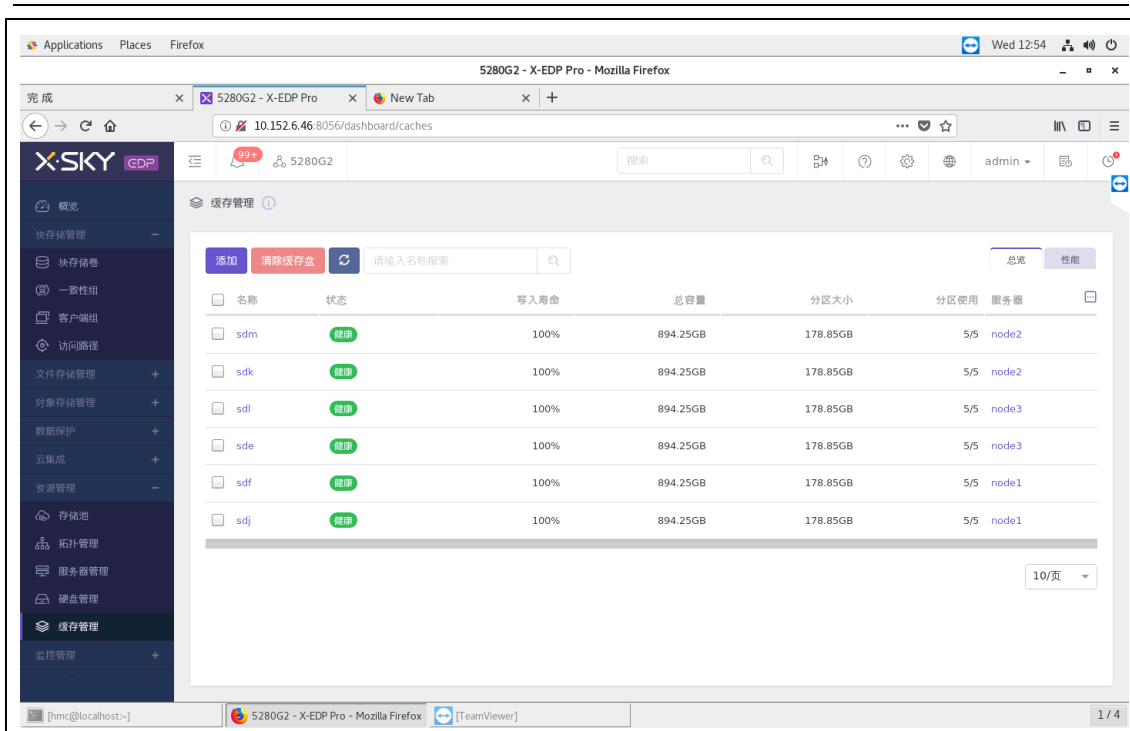 Applications Places Firefox Wed 12:54
5280G2 - X-EDP Pro - Mozilla Firefox
完成 5280G2 - X-EDP Pro New Tab
10.152.6.46:8056/dashboard/caches
X-SKY EDP 99+ 5280G2 搜索 admin
概览
缓存管理
块存储管理
块存储卷
一致性组
客户端组
访问路径
文件存储管理
对象存储管理
数据保护
云集成
资源管理
存储池
拓扑管理
服务器管理
硬盘管理
缓存管理
监控管理
添加 清除缓存盘 请输入名称搜索 总览 性能
名称 状态 写入寿命 总容量 分区大小 分区使用 服务器
sdm 健康 100% 894.25GB 178.85GB 5/5 node2
sdk 健康 100% 894.25GB 178.85GB 5/5 node2
sdl 健康 100% 894.25GB 178.85GB 5/5 node3
sde 健康 100% 894.25GB 178.85GB 5/5 node3
sdf 健康 100% 894.25GB 178.85GB 5/5 node1
sdj 健康 100% 894.25GB 178.85GB 5/5 node1
10/页
[hmc@localhost:~] 5280G2 - X-EDP Pro - Mozilla Firefox [TeamViewer] 1 / 4